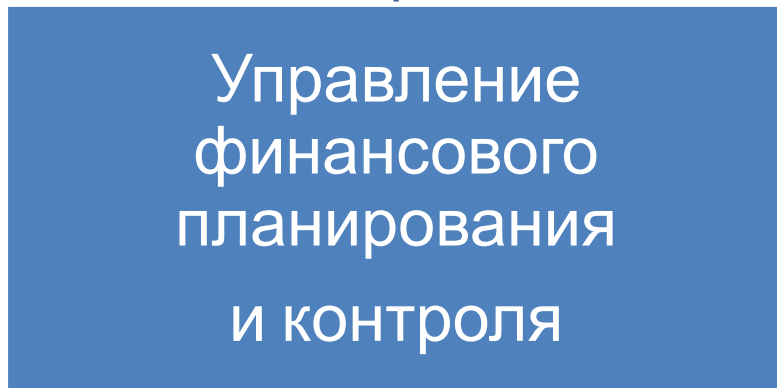 Управление
финансового
планирования
и контроля